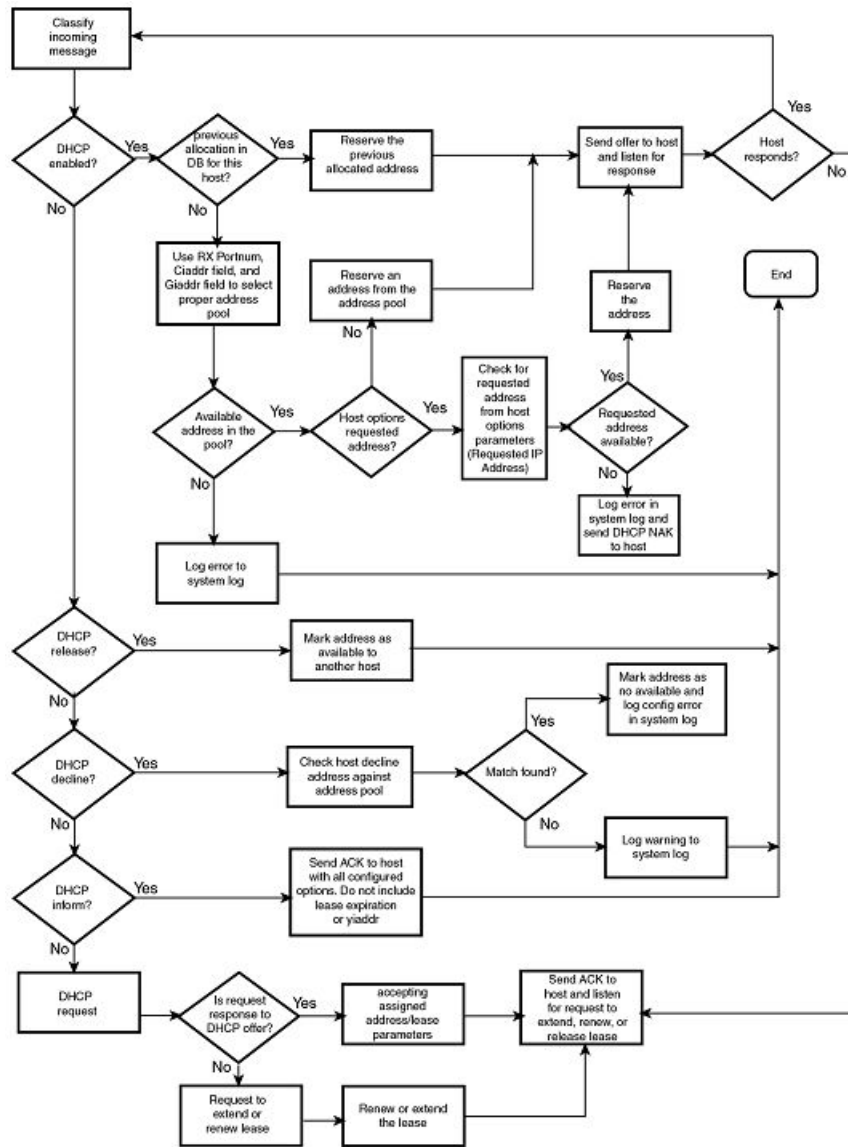 Classify
incoming
message
DHCP
enabled?
Yes
No
previous
allocation in
DB for this
host?
Yes
No
Reserve the
previous
allocated address
Send offer to host
and listen for
response
Host
responds?
Yes
No
Use RX Portnum,
Ciaddr field, and
Giaddr field to select
proper address
pool
Reserve an
address from the
address pool
Reserve
the
address
End
Available
address in the
pool?
Yes
No
Host options
requested
address?
No
Yes
Check for
requested
address
from host
options
parameters
(Requested IP
Address)
Requested
address
available?
Yes
No
Log error in
system log and
send DHCP NAK
to host
Log error to
system log
DHCP
release?
Yes
No
Mark address as
available to
another host
DHCP
decline?
Yes
No
Check host decline
address against
address pool
Match found?
Yes
No
Mark address as
no available and
log config error
in system log
Log warning to
system log
DHCP
inform?
Yes
No
Send ACK to host
with all configured
options. Do not include
lease expiration
or yiaddr
DHCP
request
Is request
response to
DHCP offer?
Yes
No
accepting
assigned
address/lease
parameters
Send ACK to
host and listen
for request to
extend, renew, or
release lease
Request to
extend or
renew lease
Renew or extend
the lease